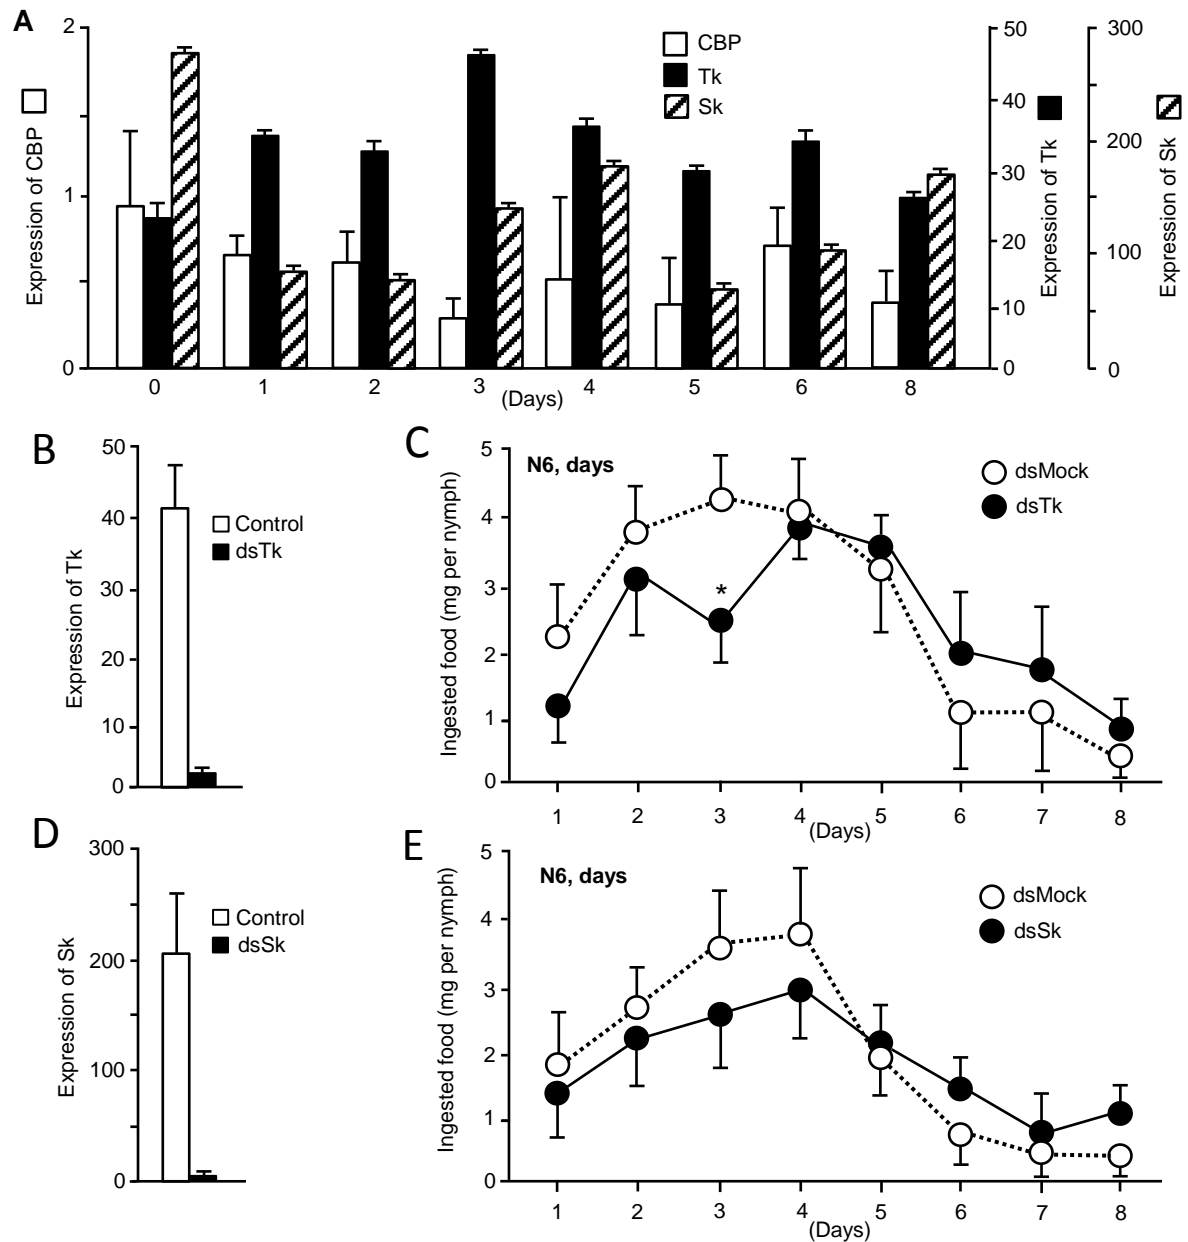 A
2
1
0
Expression of CBP
CBP
Tk
Sk
50
40
30
20
10
0
Expression of Tk
300
200
100
0
Expression of Sk
0 1 2 3 4 5 6 8
(Days)
B
50
40
30
20
10
0
Expression of Tk
Control
dsTk
C
5
4
3
2
1
0
Ingested food (mg per nymph)
N6, days
dsMock
dsTk
*
1 2 3 4 5 6 7 8
(Days)
D
300
200
100
0
Expression of Sk
Control
dsSk
E
5
4
3
2
1
0
Ingested food (mg per nymph)
N6, days
dsMock
dsSk
1 2 3 4 5 6 7 8
(Days)